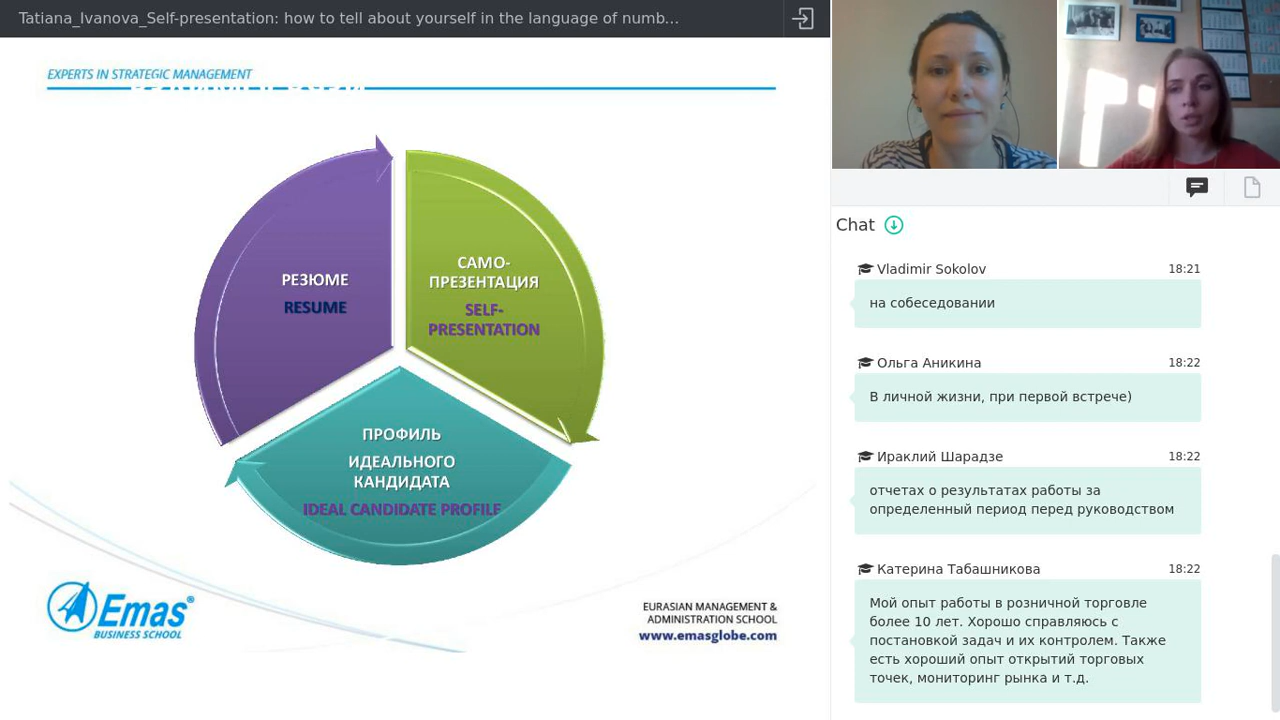 Tatiana_Ivanova_Self-presentation: how to tell about yourself in the language of numb...
EXPERTS IN STRATEGIC MANAGEMENT
РЕЗЮМЕ
RESUME
САМО-
ПРЕЗЕНТАЦИЯ
SELF-
PRESENTATION
ПРОФИЛЬ
ИДЕАЛЬНОГО
КАНДИДАТА
IDEAL CANDIDATE PROFILE
Emas®
BUSINESS SCHOOL
EURASIAN MANAGEMENT &
ADMINISTRATION SCHOOL
www.emasglobe.com
Chat
Vladimir Sokolov 18:21
на собеседовании
Ольга Аникина 18:22
В личной жизни, при первой встрече)
Ираклий Шарадзе 18:22
отчетах о результатах работы за
определенный период перед руководством
Катерина Табашникова 18:22
Мой опыт работы в розничной торговле
более 10 лет. Хорошо справляюсь с
постановкой задач и их контролем. Также
есть хороший опыт открытий торговых
точек, мониторинг рынка и т.д.